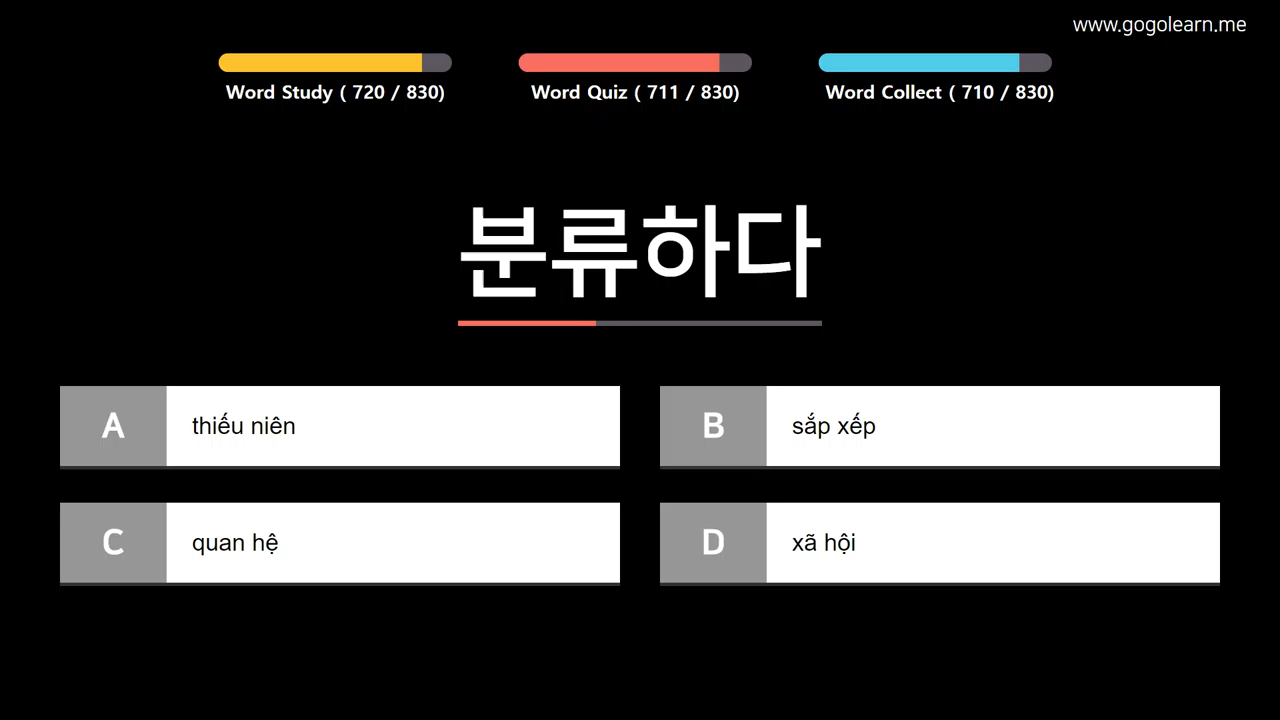 www.gogolearn.me
Word Study ( 720 / 830)
Word Quiz ( 711 / 830)
Word Collect ( 710 / 830)
분류하다
A thiếu niên
B sắp xếp
C quan hệ
D xã hội